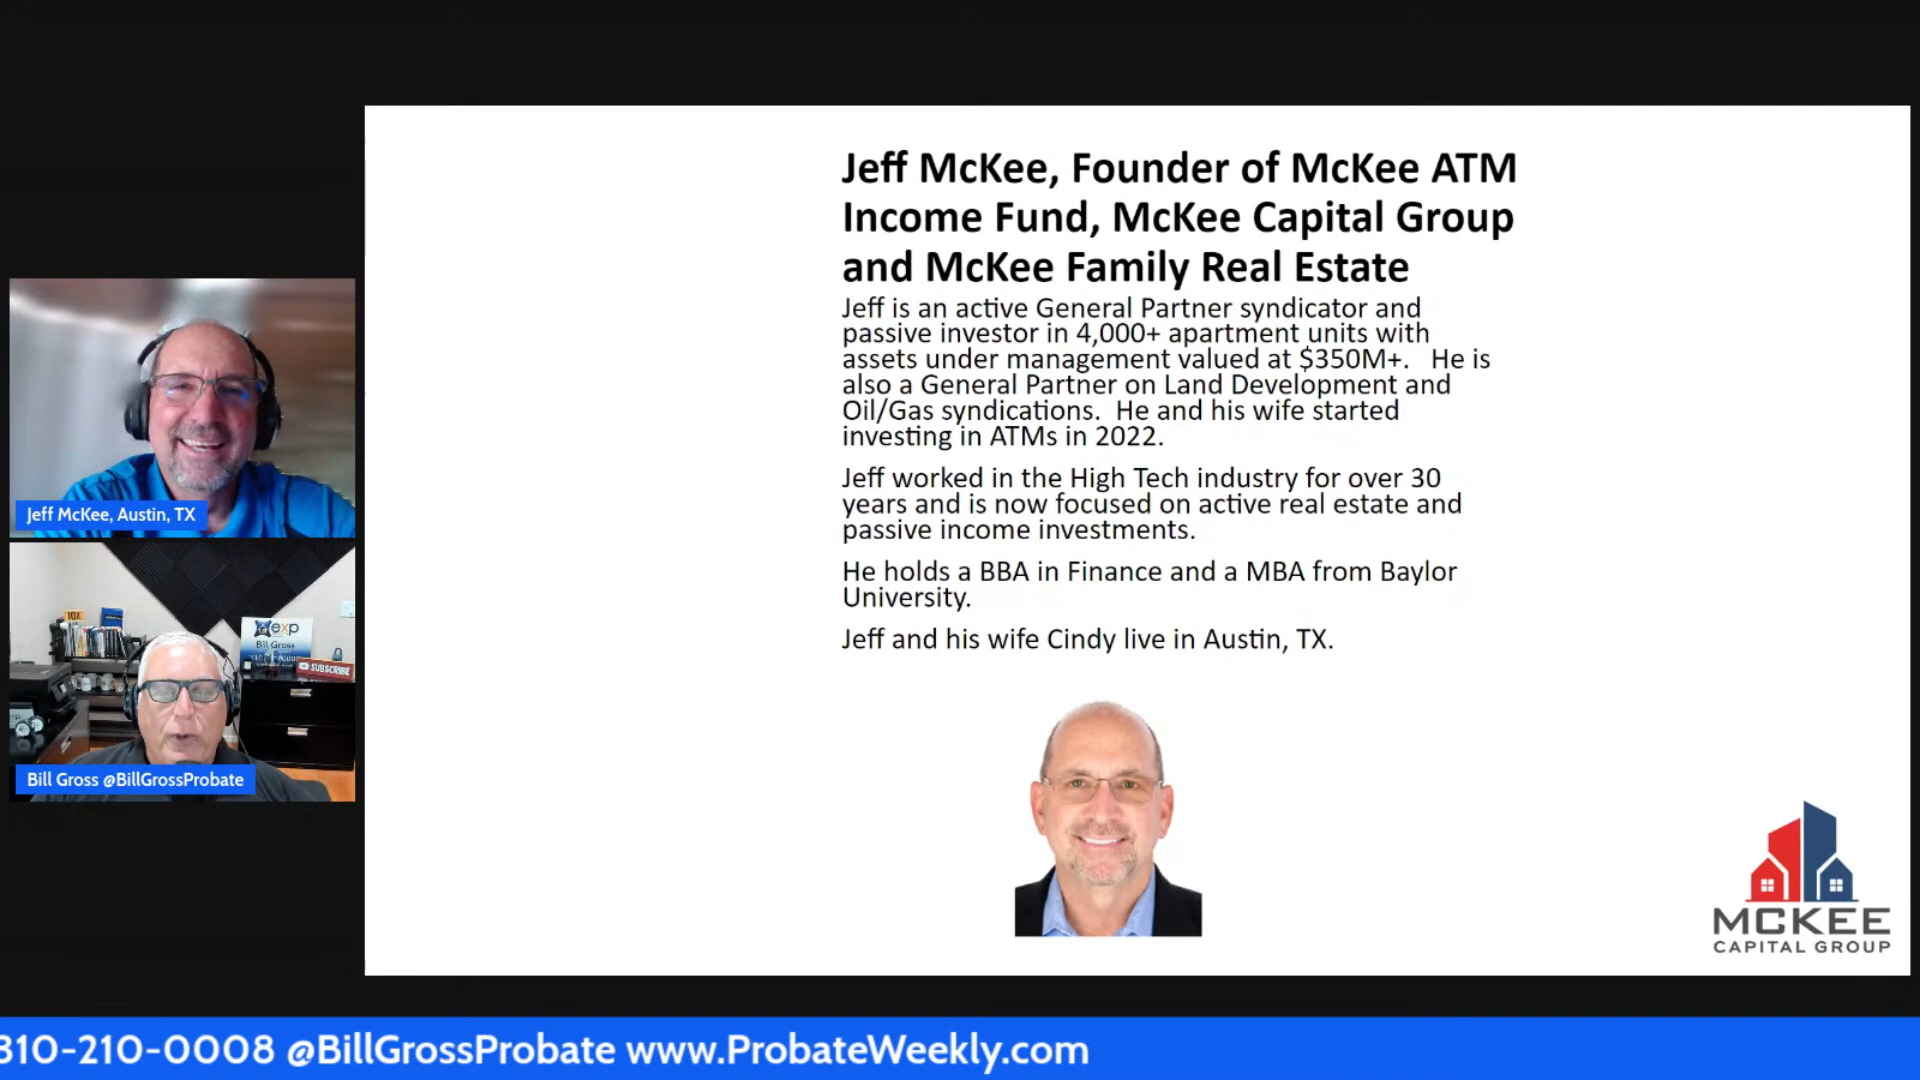 Jeff McKee, Founder of McKee ATM
Income Fund, McKee Capital Group
and McKee Family Real Estate
Jeff is an active General Partner syndicator and
passive investor in 4,000+ apartment units with
assets under management valued at $350M+. He is
also a General Partner on Land Development and
Oil/Gas syndications. He and his wife started
investing in ATMs in 2022.
Jeff worked in the High Tech industry for over 30
years and is now focused on active real estate and
passive income investments.
He holds a BBA in Finance and a MBA from Baylor
University.
Jeff and his wife Cindy live in Austin, TX.
MCKEE
CAPITAL GROUP
Jeff McKee, Austin, TX
10X
exp
Bill Gross
SUBSCRIBE
Bill Gross @BillGrossProbate
310-210-0008 @BillGrossProbate www.ProbateWeekly.com